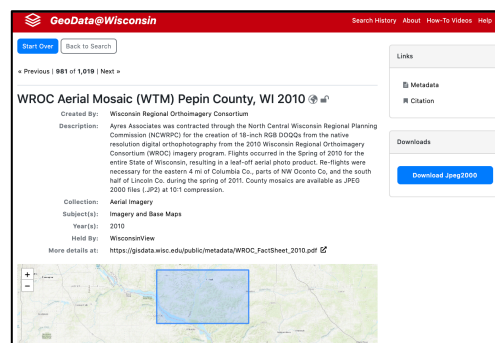 GeoData@Wisconsin
Search History About How-To Videos Help
Start Over Back to Search
« Previous | 981 of 1,019 | Next »
WROC Aerial Mosaic (WTM) Pepin County, WI 2010
Created By: Wisconsin Regional Orthoimagery Consortium
Description: Ayres Associates was contracted through the North Central Wisconsin Regional Planning
Commission (NCWRPC) for the creation of 18-inch RGB DOQQs from the native
resolution digital orthophotography from the 2010 Wisconsin Regional Orthoimagery
Consortium (WROC) imagery program. Flights occurred in the Spring of 2010 for the
entire State of Wisconsin, resulting in a leaf-off aerial photo product. Re-flights were
necessary for the eastern 4 mi of Columbia Co., parts of NW Oconto Co, and the south
half of Lincoln Co. during the spring of 2011. County mosaics are available as JPEG
2000 files (.JP2) at 10:1 compression.
Collection: Aerial Imagery
Subject(s): Imagery and Base Maps
Year(s): 2010
Held By: WisconsinView
More details at: https://gisdata.wisc.edu/public/metadata/WROC_FactSheet_2010.pdf
+
−
Links
Metadata
Citation
Downloads
Download Jpeg2000